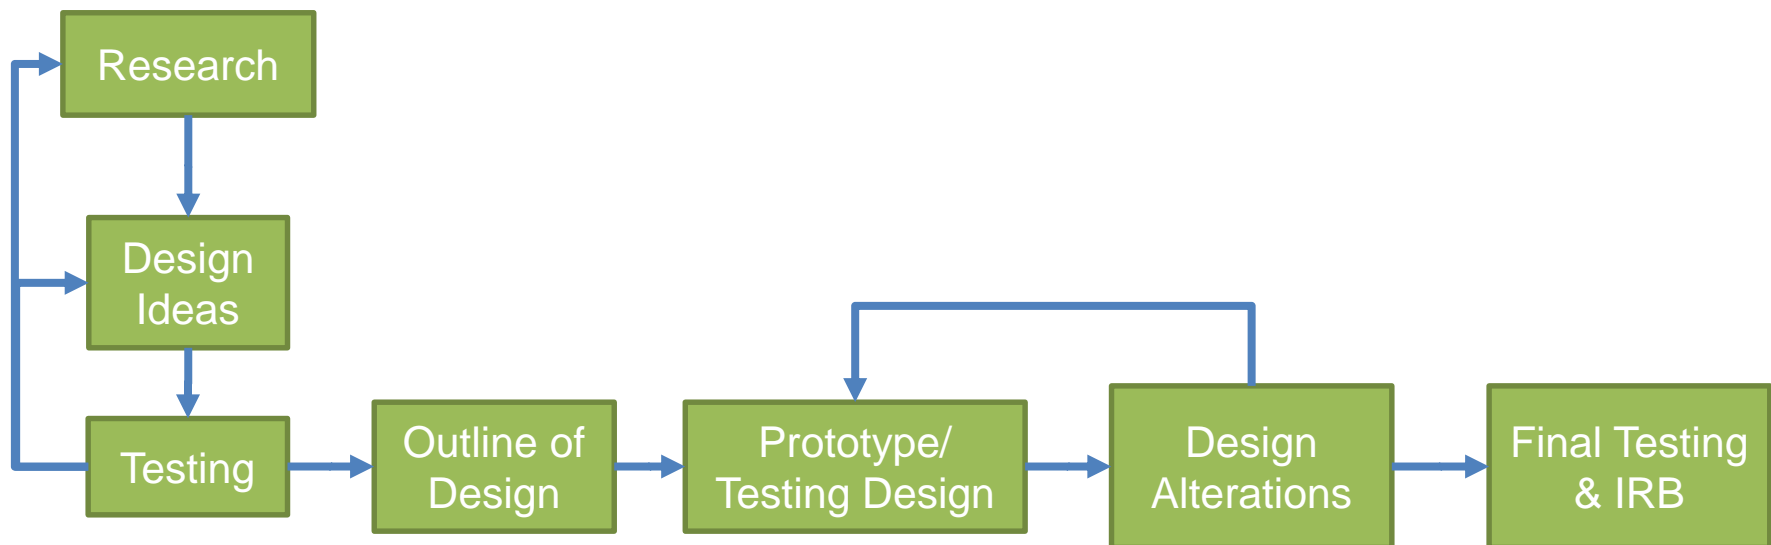 Research
Design
Ideas
Testing
Outline of
Design
Prototype/
Testing Design
Design
Alterations
Final Testing
& IRB